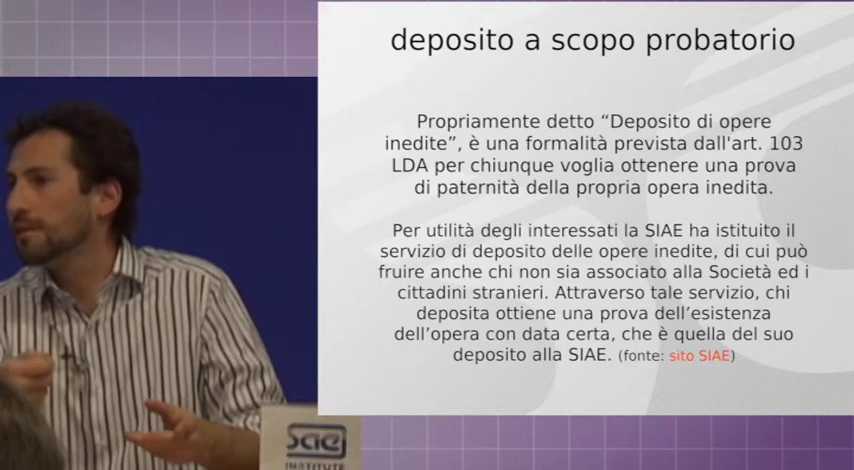 deposito a scopo probatorio
Propriamente detto “Deposito di opere
inedite”, è una formalità prevista dall'art. 103
LDA per chiunque voglia ottenere una prova
di paternità della propria opera inedita.
Per utilità degli interessati la SIAE ha istituito il
servizio di deposito delle opere inedite, di cui può
fruire anche chi non sia associato alla Società ed i
cittadini stranieri. Attraverso tale servizio, chi
deposita ottiene una prova dell’esistenza
dell’opera con data certa, che è quella del suo
deposito alla SIAE. (fonte: sito SIAE)
sae
INSTITUTE